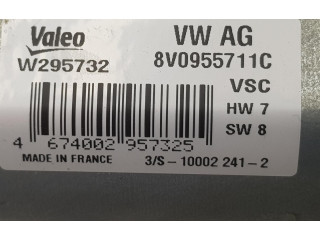 Valeo
VW AG
W295732
8V0955711C
VSC
HW 7
SW 8
4 674002 957325
MADE IN FRANCE
3/S-10002 241-2